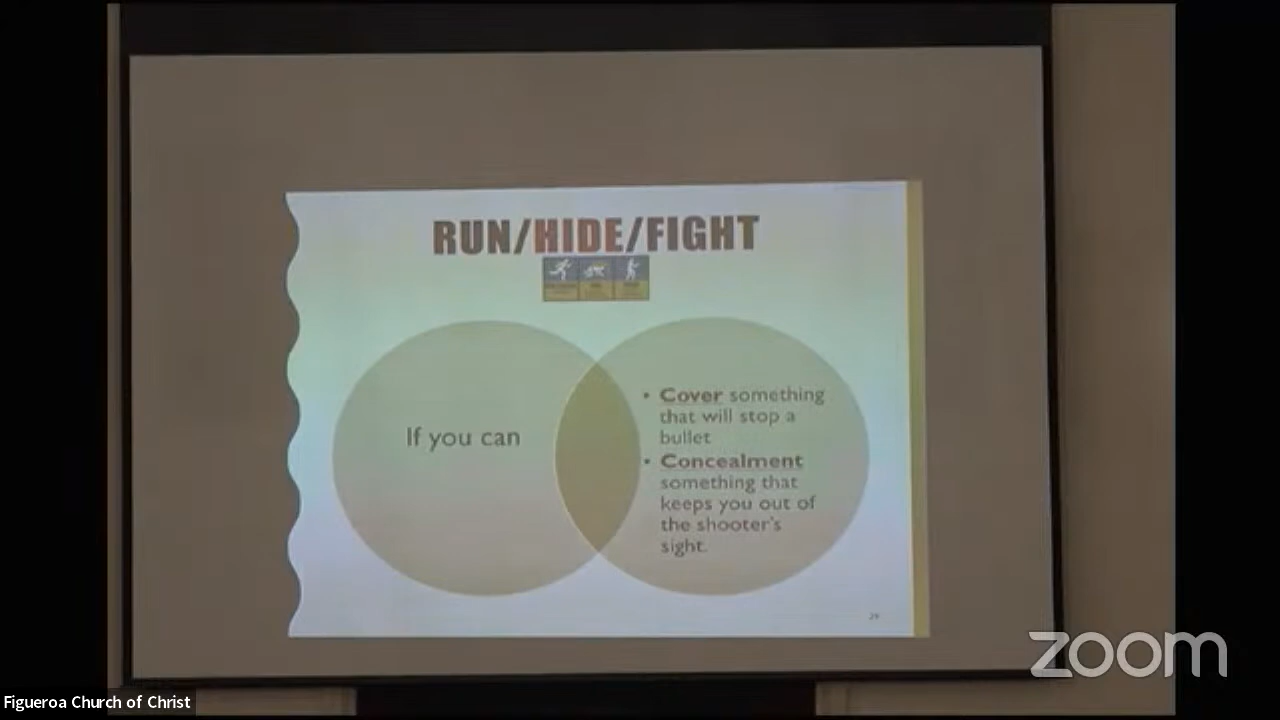 RUN/HIDE/FIGHT
If you can
• Cover something
that will stop a
bullet
• Concealment
something that
keeps you out of
the shooter's
sight.
zoom
Figueroa Church of Christ